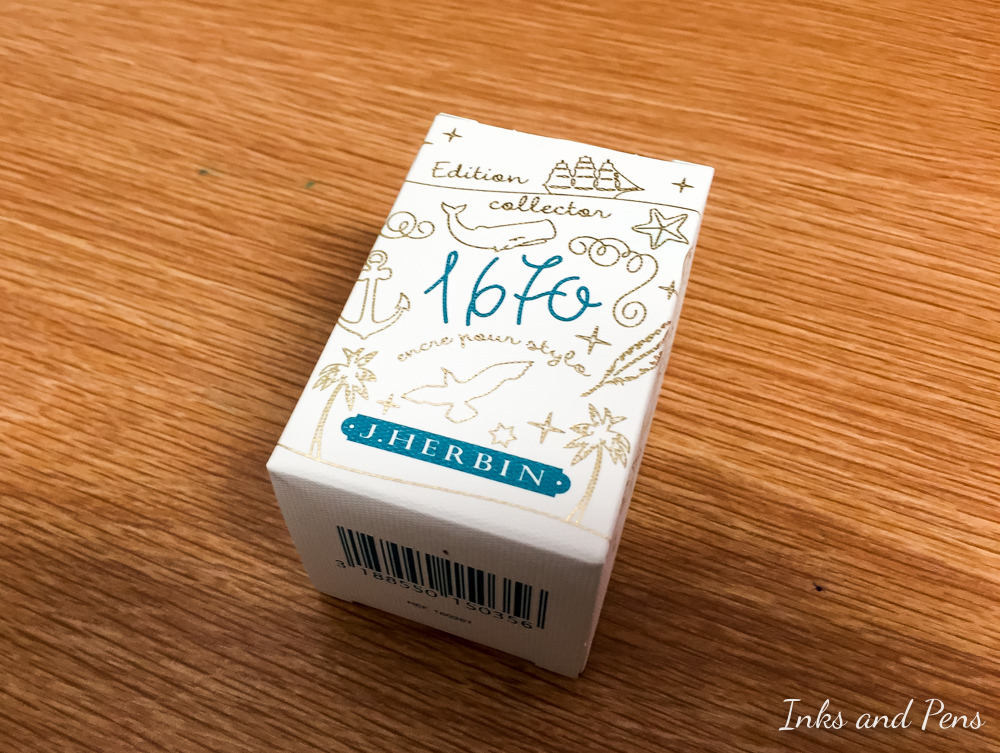 Edition
collector
1670
encre pour stylo
J.HERBIN
3 188550 150356
Inks and Pens